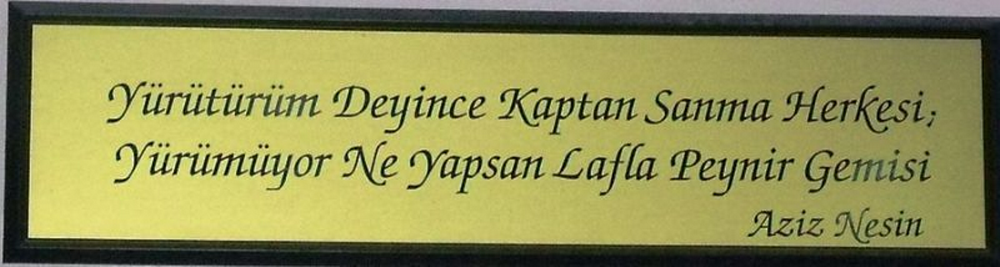 Yürütürüm Deyince Kaptan Sanma Herkesi;
Yürümüyor Ne Yapsan Lafla Peynir Gemisi
Aziz Nesin